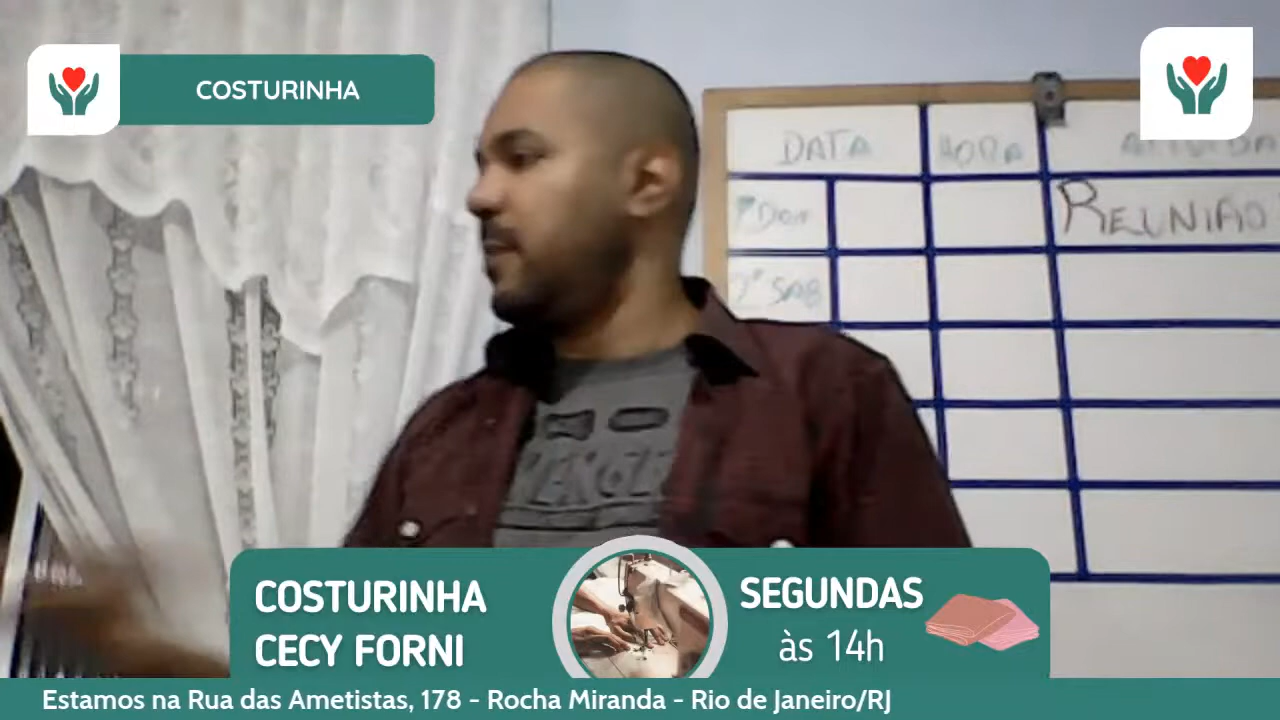 COSTURINHA
DATA
HORA
REUNIÃO
2º SAB
COSTURINHA
CECY FORNI
SEGUNDAS
às 14h
Estamos na Rua das Ametistas, 178 - Rocha Miranda - Rio de Janeiro/RJ